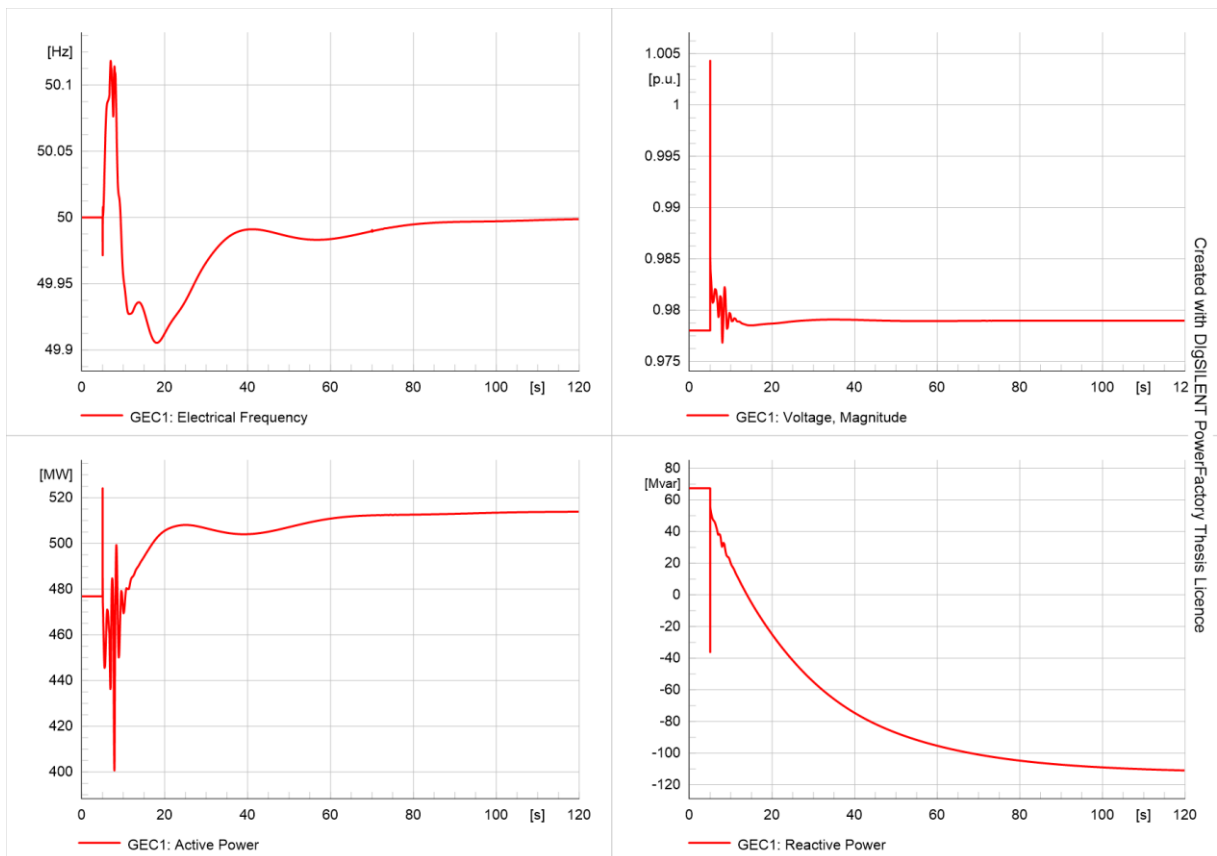 [Hz]
50.1
50.05
50
49.95
49.9
0 20 40 60 80 100 [s] 120
GEC1: Electrical Frequency
1.005
[p.u.]
1
0.995
0.99
0.985
0.98
0.975
0 20 40 60 80 100 [s] 120
GEC1: Voltage, Magnitude
[MW]
520
500
480
460
440
420
400
0 20 40 60 80 100 [s] 120
GEC1: Active Power
80
[Mvar]
60
40
20
0
-20
-40
-60
-80
-100
-120
0 20 40 60 80 100 [s] 120
GEC1: Reactive Power
Created with DIgSILENT PowerFactory Thesis Licence